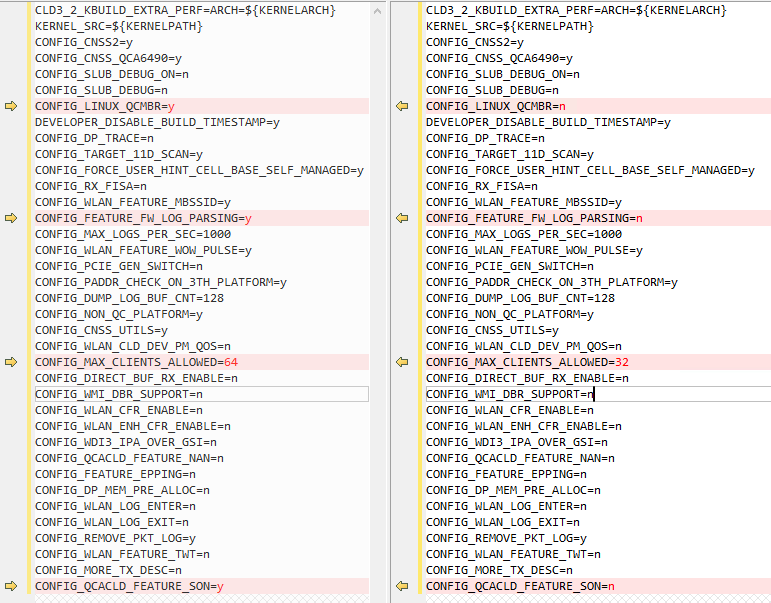 CLD3_2_KBUILD_EXTRA_PERF=ARCH=${KERNELARCH}
KERNEL_SRC=${KERNELPATH}
CONFIG_CNSS2=y
CONFIG_CNSS_QCA6490=y
CONFIG_SLUB_DEBUG_ON=n
CONFIG_SLUB_DEBUG=n
CONFIG_LINUX_QCMBR=y
DEVELOPER_DISABLE_BUILD_TIMESTAMP=y
CONFIG_DP_TRACE=n
CONFIG_TARGET_11D_SCAN=y
CONFIG_FORCE_USER_HINT_CELL_BASE_SELF_MANAGED=y
CONFIG_RX_FISA=n
CONFIG_WLAN_FEATURE_MBSSID=y
CONFIG_FEATURE_FW_LOG_PARSING=y
CONFIG_MAX_LOGS_PER_SEC=1000
CONFIG_WLAN_FEATURE_WOW_PULSE=y
CONFIG_PCIE_GEN_SWITCH=n
CONFIG_PADDR_CHECK_ON_3TH_PLATFORM=y
CONFIG_DUMP_LOG_BUF_CNT=128
CONFIG_NON_QC_PLATFORM=y
CONFIG_CNSS_UTILS=y
CONFIG_WLAN_CLD_DEV_PM_QOS=n
CONFIG_MAX_CLIENTS_ALLOWED=64
CONFIG_DIRECT_BUF_RX_ENABLE=n
CONFIG_WMI_DBR_SUPPORT=n
CONFIG_WLAN_CFR_ENABLE=n
CONFIG_WLAN_ENH_CFR_ENABLE=n
CONFIG_WDI3_IPA_OVER_GSI=n
CONFIG_QCACLD_FEATURE_NAN=n
CONFIG_FEATURE_EPPING=n
CONFIG_DP_MEM_PRE_ALLOC=n
CONFIG_WLAN_LOG_ENTER=n
CONFIG_WLAN_LOG_EXIT=n
CONFIG_REMOVE_PKT_LOG=y
CONFIG_WLAN_FEATURE_TWT=n
CONFIG_MORE_TX_DESC=n
CONFIG_QCACLD_FEATURE_SON=y
CLD3_2_KBUILD_EXTRA_PERF=ARCH=${KERNELARCH}
KERNEL_SRC=${KERNELPATH}
CONFIG_CNSS2=y
CONFIG_CNSS_QCA6490=y
CONFIG_SLUB_DEBUG_ON=n
CONFIG_SLUB_DEBUG=n
CONFIG_LINUX_QCMBR=n
DEVELOPER_DISABLE_BUILD_TIMESTAMP=y
CONFIG_DP_TRACE=n
CONFIG_TARGET_11D_SCAN=y
CONFIG_FORCE_USER_HINT_CELL_BASE_SELF_MANAGED=y
CONFIG_RX_FISA=n
CONFIG_WLAN_FEATURE_MBSSID=y
CONFIG_FEATURE_FW_LOG_PARSING=n
CONFIG_MAX_LOGS_PER_SEC=1000
CONFIG_WLAN_FEATURE_WOW_PULSE=y
CONFIG_PCIE_GEN_SWITCH=n
CONFIG_PADDR_CHECK_ON_3TH_PLATFORM=y
CONFIG_DUMP_LOG_BUF_CNT=128
CONFIG_NON_QC_PLATFORM=y
CONFIG_CNSS_UTILS=y
CONFIG_WLAN_CLD_DEV_PM_QOS=n
CONFIG_MAX_CLIENTS_ALLOWED=32
CONFIG_DIRECT_BUF_RX_ENABLE=n
CONFIG_WMI_DBR_SUPPORT=n
CONFIG_WLAN_CFR_ENABLE=n
CONFIG_WLAN_ENH_CFR_ENABLE=n
CONFIG_WDI3_IPA_OVER_GSI=n
CONFIG_QCACLD_FEATURE_NAN=n
CONFIG_FEATURE_EPPING=n
CONFIG_DP_MEM_PRE_ALLOC=n
CONFIG_WLAN_LOG_ENTER=n
CONFIG_WLAN_LOG_EXIT=n
CONFIG_REMOVE_PKT_LOG=y
CONFIG_WLAN_FEATURE_TWT=n
CONFIG_MORE_TX_DESC=n
CONFIG_QCACLD_FEATURE_SON=n